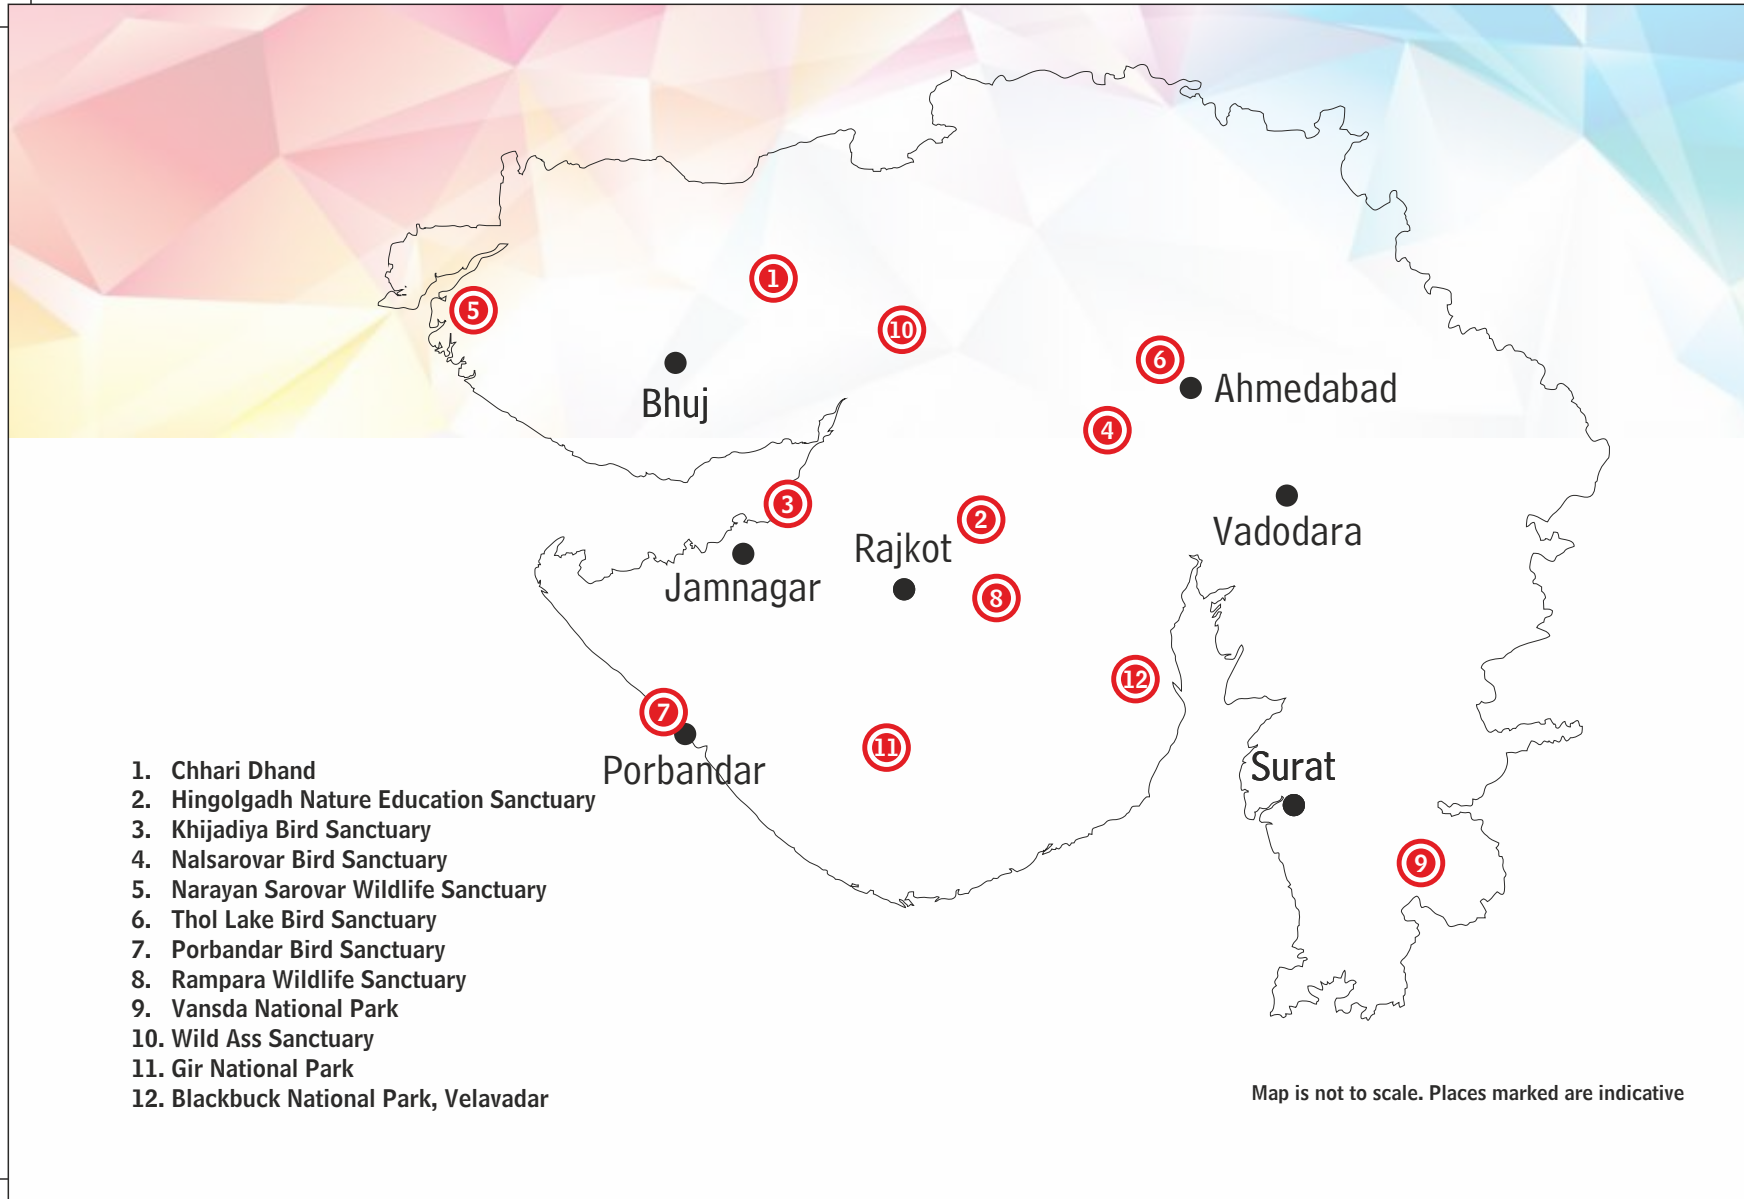 1
5
10
6
Ahmedabad
Bhuj
4
3
2
Vadodara
Rajkot
Jamnagar
8
12
7
11
Porbandar
Surat
9
1. Chhari Dhand
2. Hingolgadh Nature Education Sanctuary
3. Khijadiya Bird Sanctuary
4. Nalsarovar Bird Sanctuary
5. Narayan Sarovar Wildlife Sanctuary
6. Thol Lake Bird Sanctuary
7. Porbandar Bird Sanctuary
8. Rampara Wildlife Sanctuary
9. Vansda National Park
10. Wild Ass Sanctuary
11. Gir National Park
12. Blackbuck National Park, Velavadar
Map is not to scale. Places marked are indicative